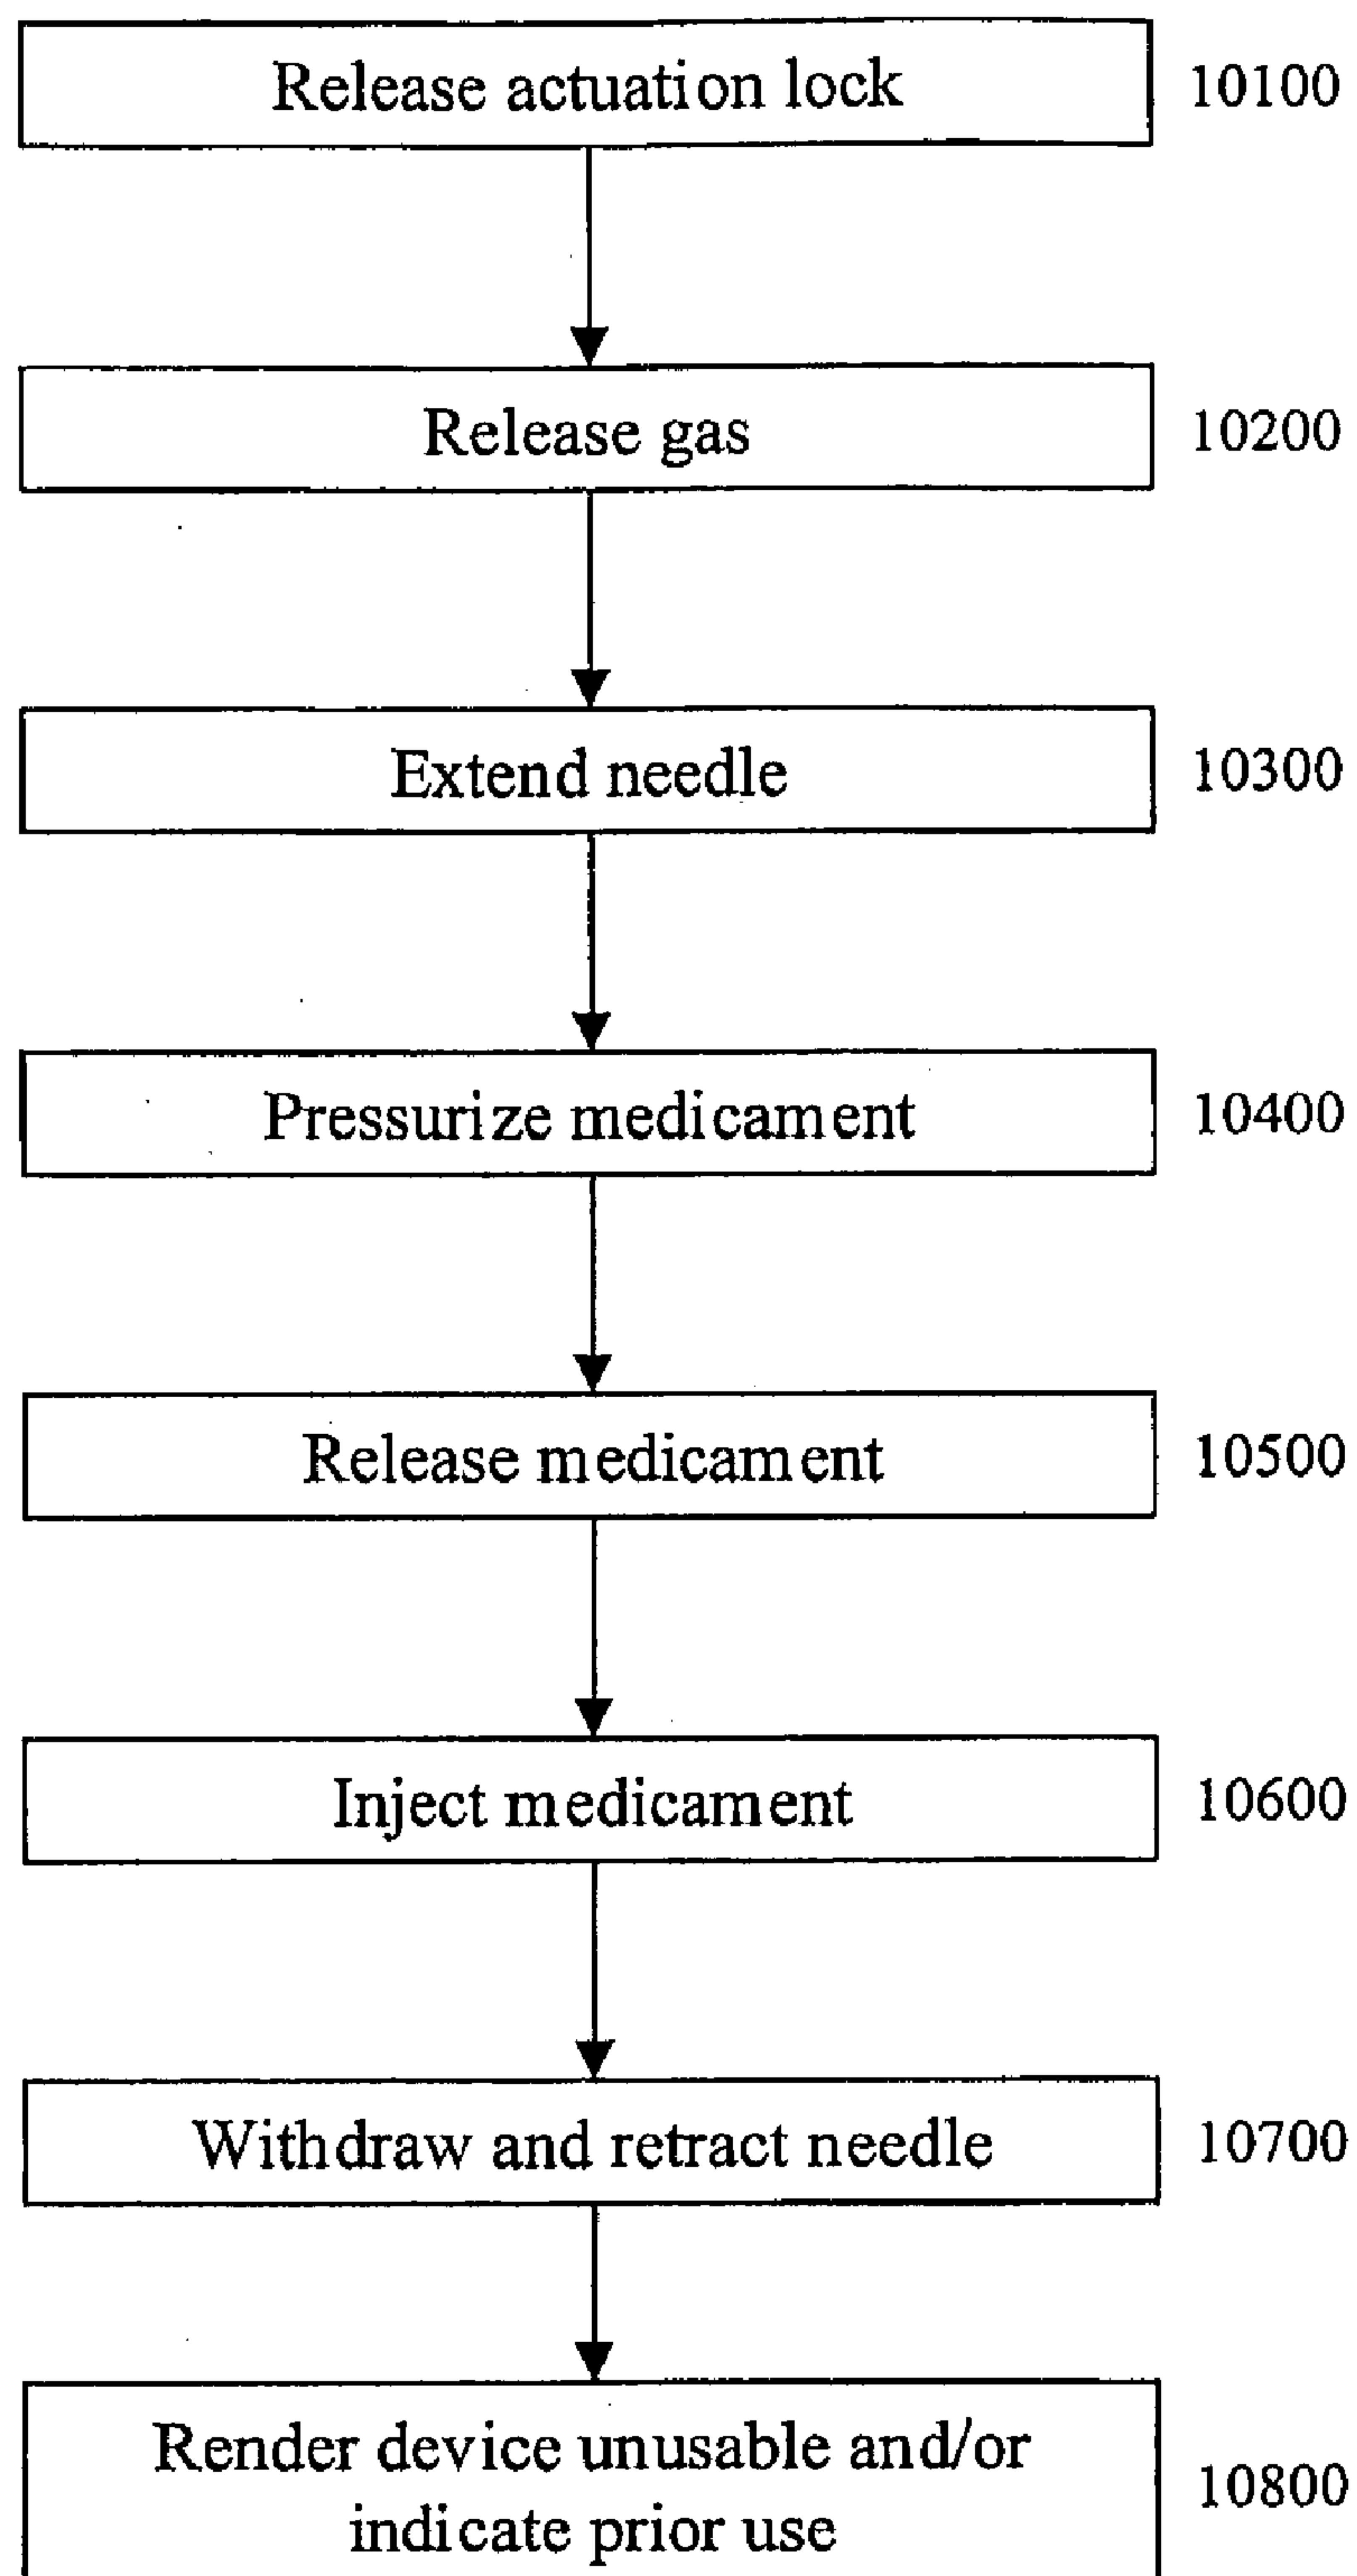 Release actuation lock 10100
Release gas 10200
Extend needle 10300
Pressurize medicament 10400
Release medicament 10500
Inject medicament 10600
Withdraw and retract needle 10700
Render device unusable and/or
indicate prior use
10800